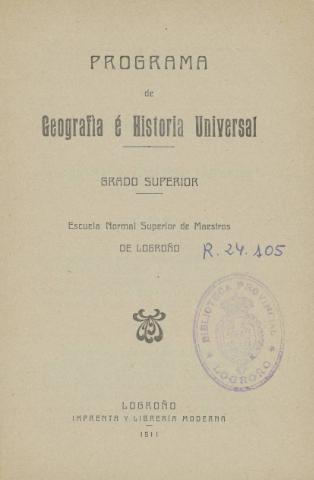 PROGRAMA
de
Geografia é Historia Universal
GRADO SUPERIOR
Escuela Normal Superior de Maestros
DE LOGROÑO
R. 24.105
BIBLIOTECA PROVINCIAL
LOGROÑO
LOGROÑO
IMPRENTA Y LIBRERÍA MODERNA
1911